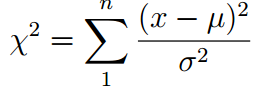 χ² = ∑₁ⁿ (x − μ)² / σ²